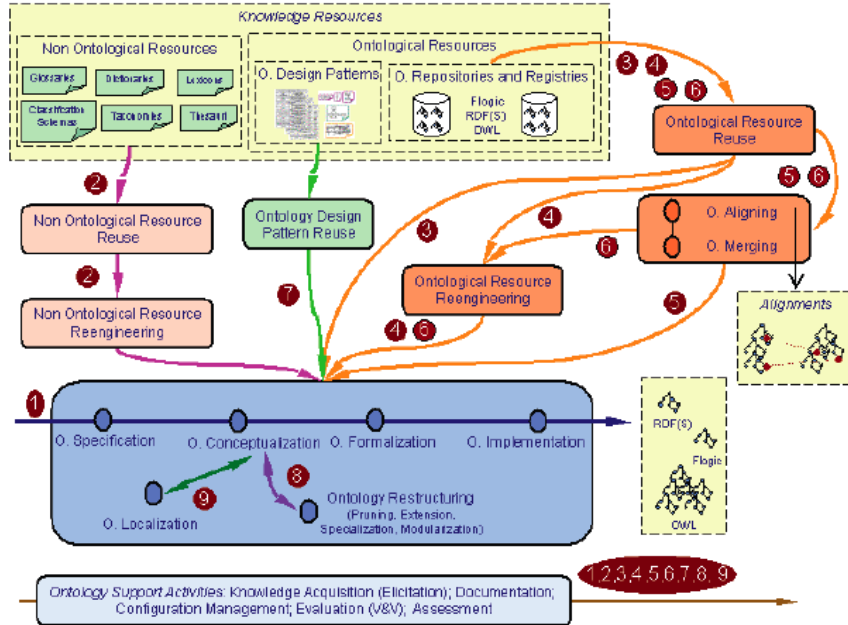 Knowledge Resources
Non Ontological Resources
Glossaries
Dictionaries
Lexicons
Classification
Schemas
Taxonomies
Thesauri
Ontological Resources
O. Design Patterns
O. Repositories and Registries
Flogic
RDF(S)
OWL
3 4
5 6
Ontological Resource
Reuse
5 6
2
Non Ontological Resource
Reuse
Ontology Design
Pattern Reuse
3
4
O. Aligning
O. Merging
6
2
7
Non Ontological Resource
Reengineering
Ontological Resource
Reengineering
5
4 6
Alignments
1
O. Specification
O. Conceptualization
O. Formalization
O. Implementation
9
8
O. Localization
Ontology Restructuring
(Pruning, Extension,
Specialization, Modularization)
RDF(S)
Flogic
OWL
1,2,3,4,5,6,7,8, 9
Ontology Support Activities: Knowledge Acquisition (Elicitation); Documentation;
Configuration Management; Evaluation (V&V); Assessment